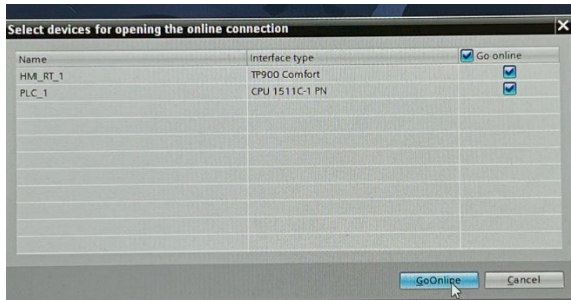 Select devices for opening the online connection
Name Interface type Go online
HMI_RT_1 TP900 Comfort
PLC_1 CPU 1511C-1 PN
GoOnline Cancel